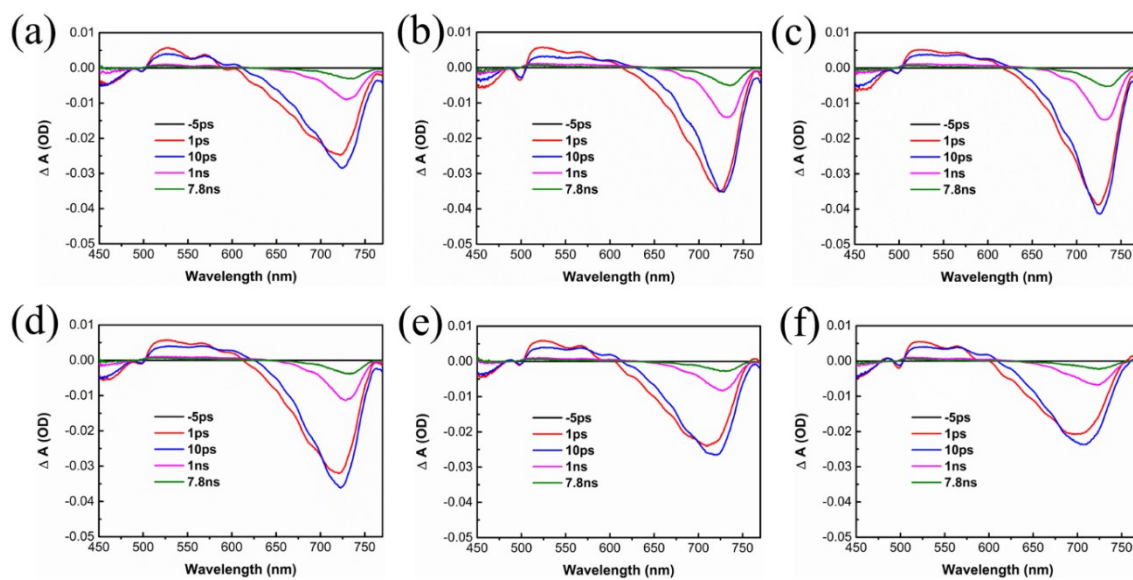 (a)
0.01
0.00
-0.01
-0.02
-0.03
-0.04
-0.05
Δ A (OD)
-5ps
1ps
10ps
1ns
7.8ns
450 500 550 600 650 700 750
Wavelength (nm)
(b)
0.01
0.00
-0.01
-0.02
-0.03
-0.04
-0.05
Δ A (OD)
-5ps
1ps
10ps
1ns
7.8ns
450 500 550 600 650 700 750
Wavelength (nm)
(c)
0.01
0.00
-0.01
-0.02
-0.03
-0.04
-0.05
Δ A (OD)
-5ps
1ps
10ps
1ns
7.8ns
450 500 550 600 650 700 750
Wavelength (nm)
(d)
0.01
0.00
-0.01
-0.02
-0.03
-0.04
-0.05
Δ A (OD)
-5ps
1ps
10ps
1ns
7.8ns
450 500 550 600 650 700 750
Wavelength (nm)
(e)
0.01
0.00
-0.01
-0.02
-0.03
-0.04
-0.05
Δ A (OD)
-5ps
1ps
10ps
1ns
7.8ns
450 500 550 600 650 700 750
Wavelength (nm)
(f)
0.01
0.00
-0.01
-0.02
-0.03
-0.04
-0.05
Δ A (OD)
-5ps
1ps
10ps
1ns
7.8ns
450 500 550 600 650 700 750
Wavelength (nm)